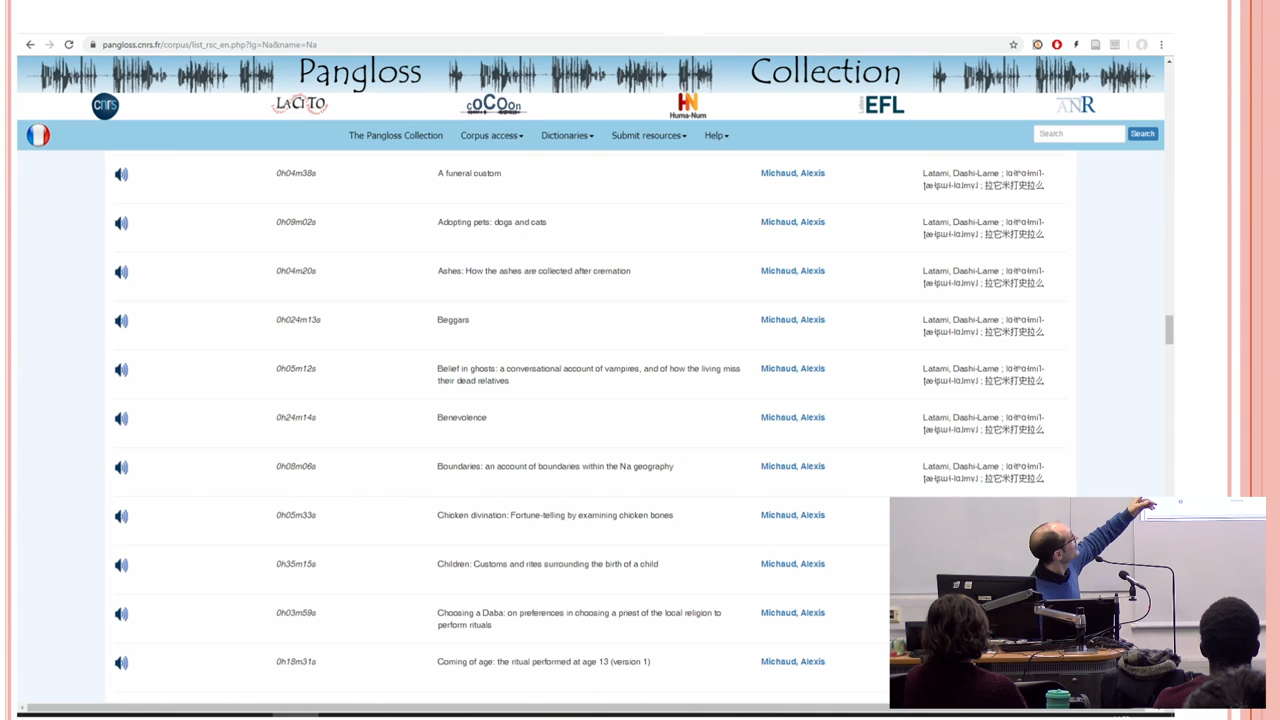 pangloss.cnrs.fr/corpus/list_rsc_en.php?lg=Na&name=Na
Pangloss Collection
cnrs LACITO COCOON Huma-Num EFL ANR
The Pangloss Collection Corpus access Dictionaries Submit resources Help Search Search
0h04m38s A funeral custom Michaud, Alexis Latami, Dashi-Lame ;
拉它米打史拉么
0h09m02s Adopting pets: dogs and cats Michaud, Alexis Latami, Dashi-Lame ;
拉它米打史拉么
0h04m20s Ashes: How the ashes are collected after cremation Michaud, Alexis Latami, Dashi-Lame ;
拉它米打史拉么
0h024m13s Beggars Michaud, Alexis Latami, Dashi-Lame ;
拉它米打史拉么
0h05m12s Belief in ghosts: a conversational account of vampires, and of how the living miss Michaud, Alexis Latami, Dashi-Lame ;
their dead relatives 拉它米打史拉么
0h24m14s Benevolence Michaud, Alexis Latami, Dashi-Lame ;
拉它米打史拉么
0h08m06s Boundaries: an account of boundaries within the Na geography Michaud, Alexis Latami, Dashi-Lame ;
拉它米打史拉么
0h05m33s Chicken divination: Fortune-telling by examining chicken bones Michaud, Alexis
0h35m15s Children: Customs and rites surrounding the birth of a child Michaud, Alexis
0h03m59s Choosing a Daba: on preferences in choosing a priest of the local religion to Michaud, Alexis
perform rituals
0h18m31s Coming of age: the ritual performed at age 13 (version 1) Michaud, Alexis